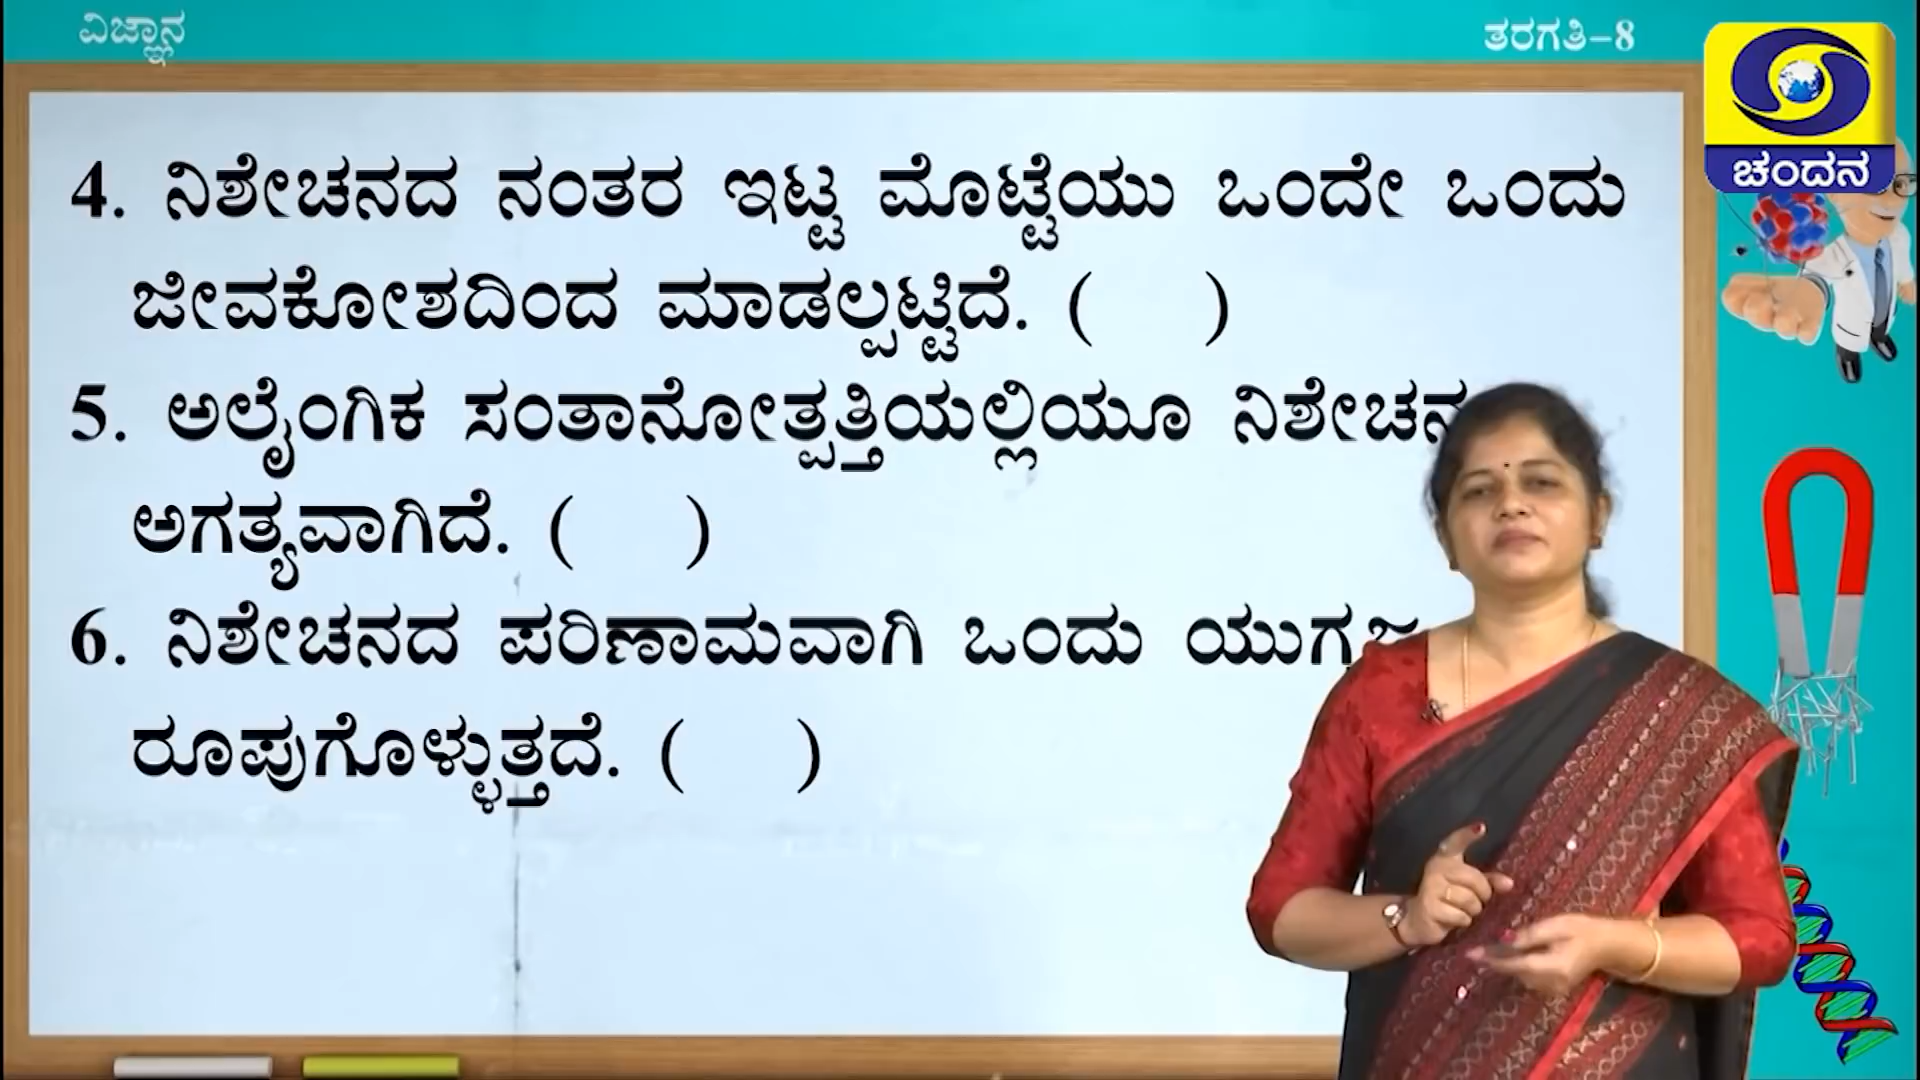 ವಿಜ್ಞಾನ
ತರಗತಿ-8
ಚಂದನ
4. ನಿಶೇಚನದ ನಂತರ ಇಟ್ಟ ಮೊಟ್ಟೆಯು ಒಂದೇ ಒಂದು
ಜೀವಕೋಶದಿಂದ ಮಾಡಲ್ಪಟ್ಟಿದೆ. (    )
5. ಅಲೈಂಗಿಕ ಸಂತಾನೋತ್ಪತ್ತಿಯಲ್ಲಿಯೂ ನಿಶೇಚನ
ಅಗತ್ಯವಾಗಿದೆ. (    )
6. ನಿಶೇಚನದ ಪರಿಣಾಮವಾಗಿ ಒಂದು
ರೂಪುಗೊಳ್ಳುತ್ತದೆ. (    )